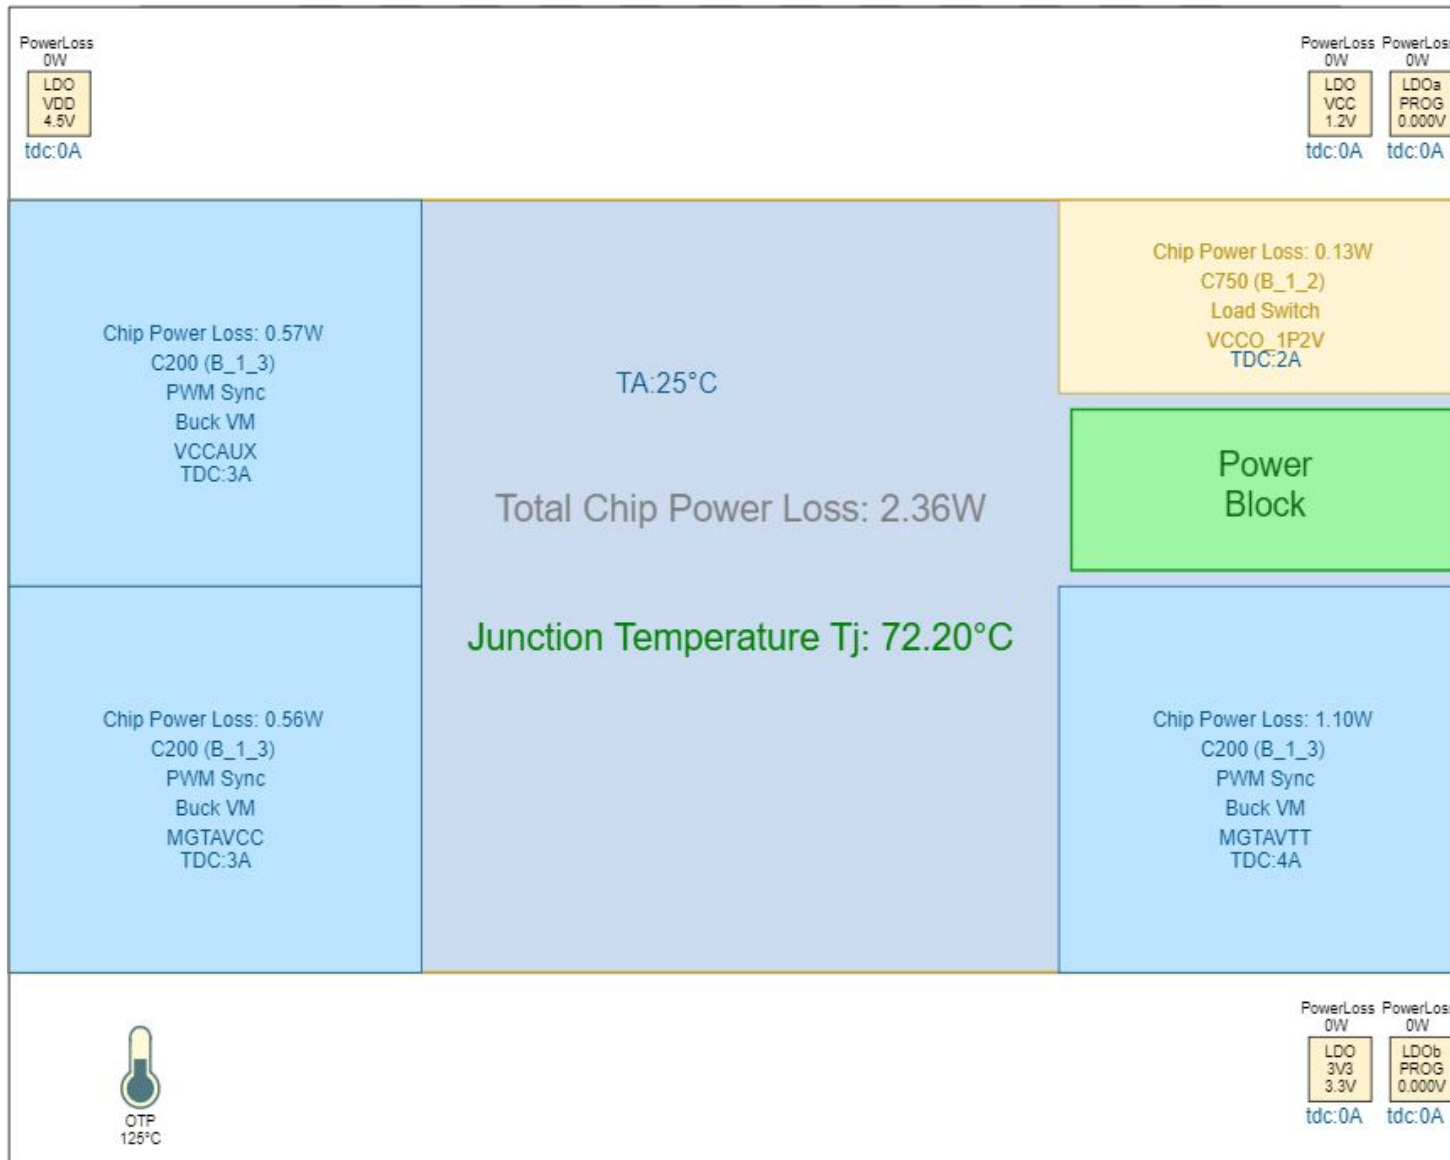 PowerLoss
0W
LDO
VDD
4.5V
tdc:0A
PowerLoss
0W
LDO
VCC
1.2V
tdc:0A
PowerLoss
0W
LDOa
PROG
0.000V
tdc:0A
Chip Power Loss: 0.57W
C200 (B_1_3)
PWM Sync
Buck VM
VCCAUX
TDC:3A
TA:25°C
Total Chip Power Loss: 2.36W
Junction Temperature Tj: 72.20°C
Chip Power Loss: 0.13W
C750 (B_1_2)
Load Switch
VCCO_1P2V
TDC:2A
Power
Block
Chip Power Loss: 0.56W
C200 (B_1_3)
PWM Sync
Buck VM
MGTAVCC
TDC:3A
Chip Power Loss: 1.10W
C200 (B_1_3)
PWM Sync
Buck VM
MGTAVTT
TDC:4A
OTP
125°C
PowerLoss
0W
LDO
3V3
3.3V
tdc:0A
PowerLoss
0W
LDOb
PROG
0.000V
tdc:0A